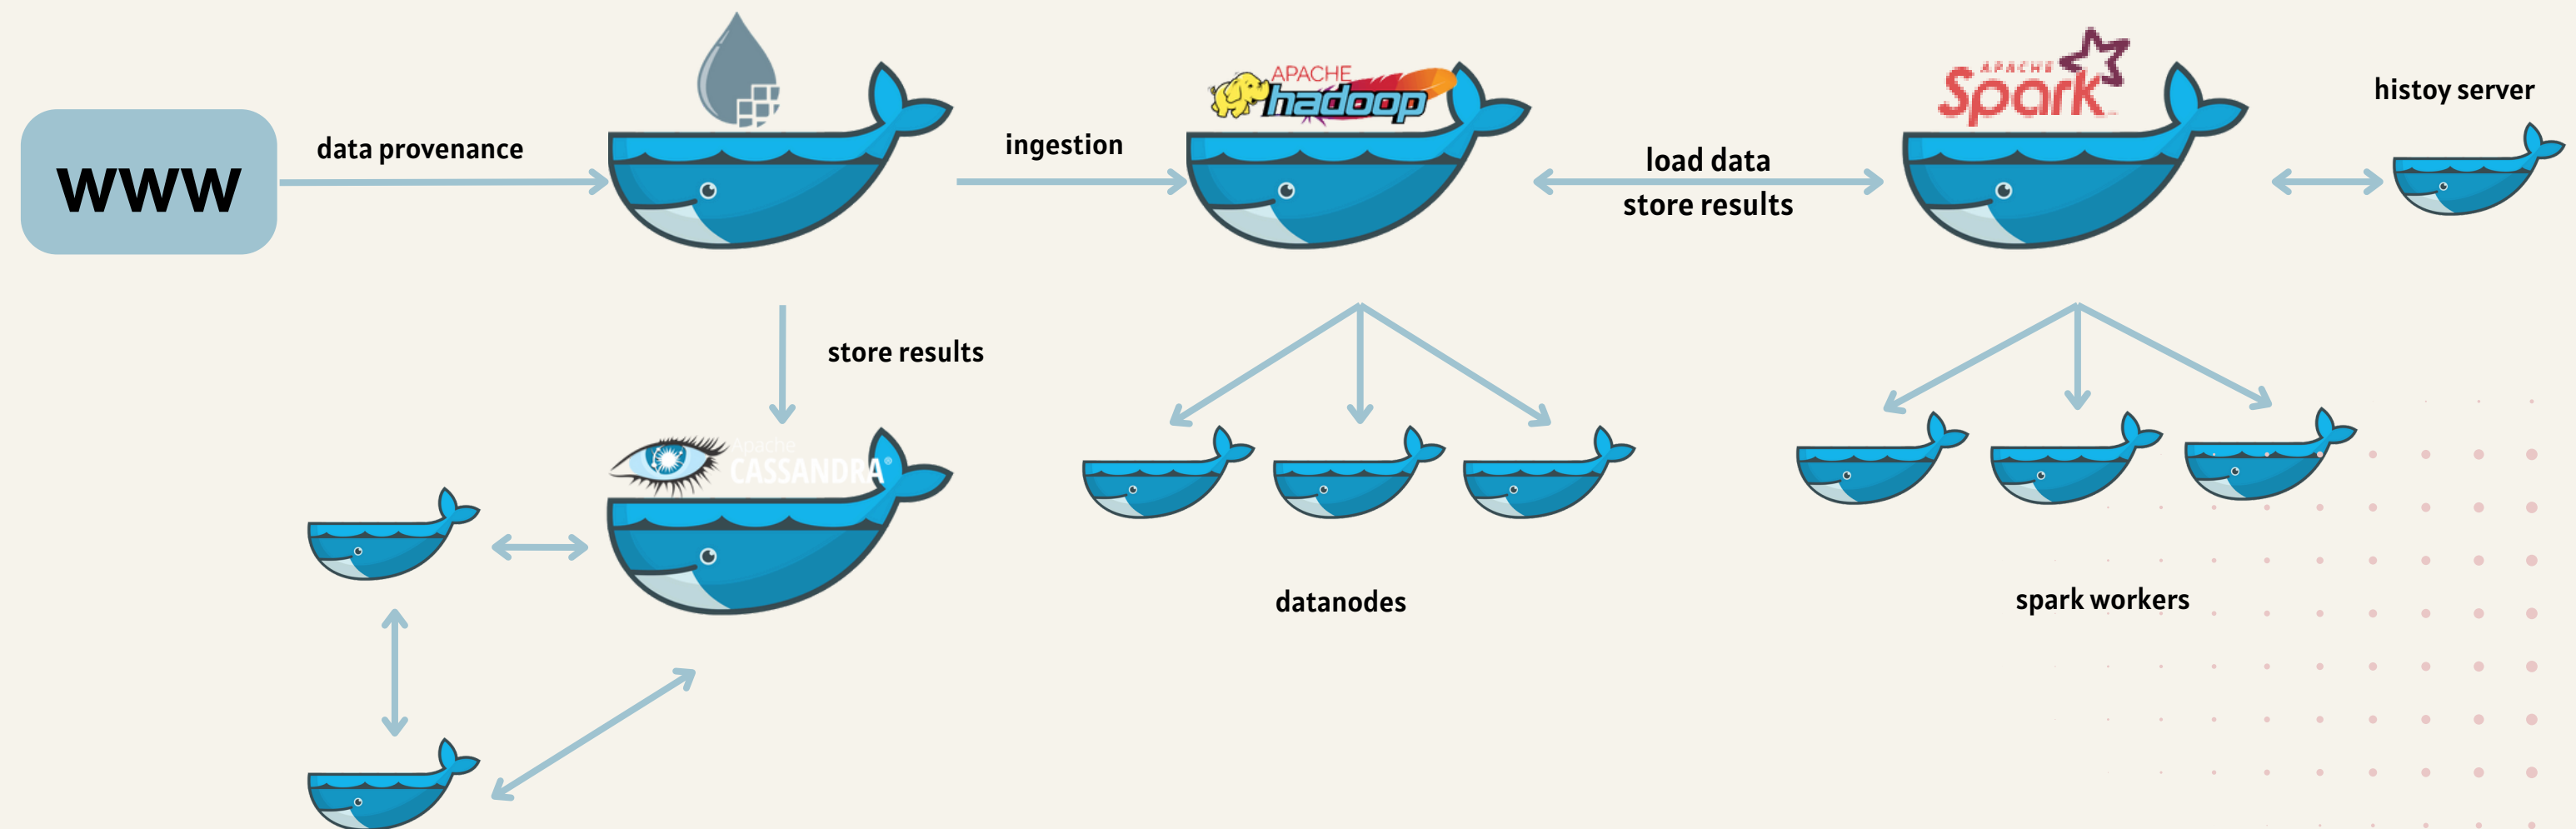 WWW
data provenance
ingestion
APACHE
hadoop
load data
store results
APACHE
Spark
histoy server
store results
Apache
CASSANDRA®
datanodes
spark workers